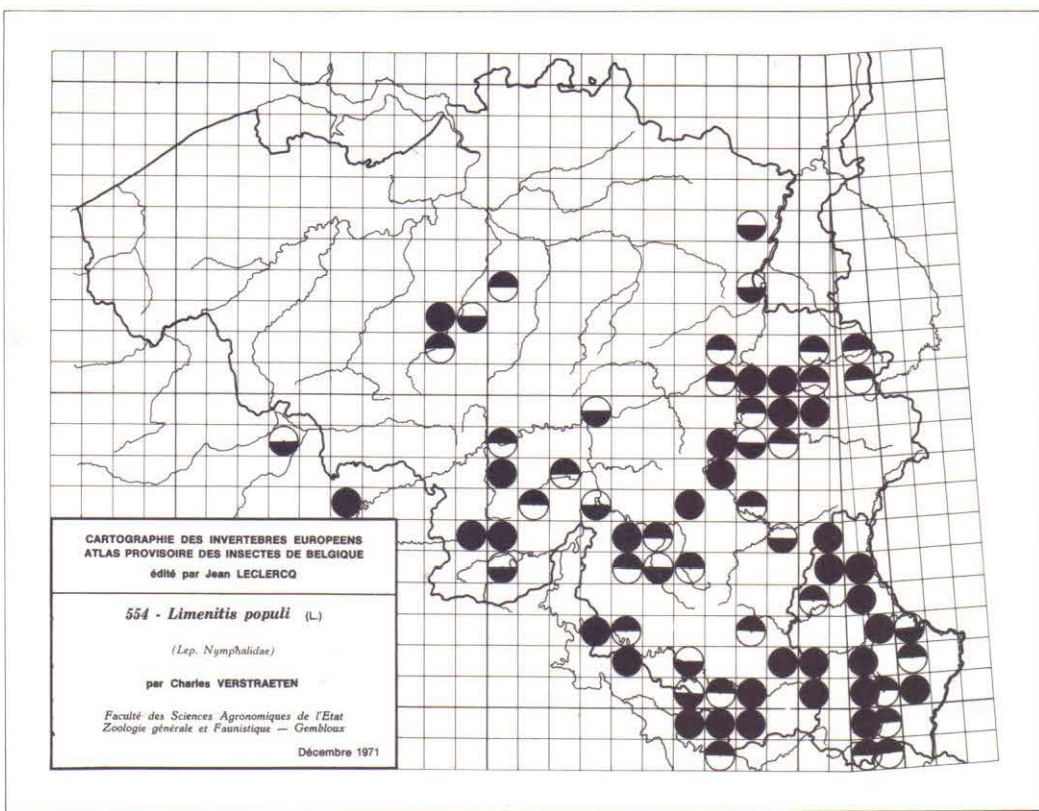 CARTOGRAPHIE DES INVERTEBRES EUROPEENS
ATLAS PROVISOIRE DES INSECTES DE BELGIQUE
édité par Jean LECLERCQ
554 - Limenitis populi (L.)
(Lep. Nymphalidae)
par Charles VERSTRAETEN
Faculté des Sciences Agronomiques de l'Etat
Zoologie générale et Faunistique — Gembloux
Décembre 1971